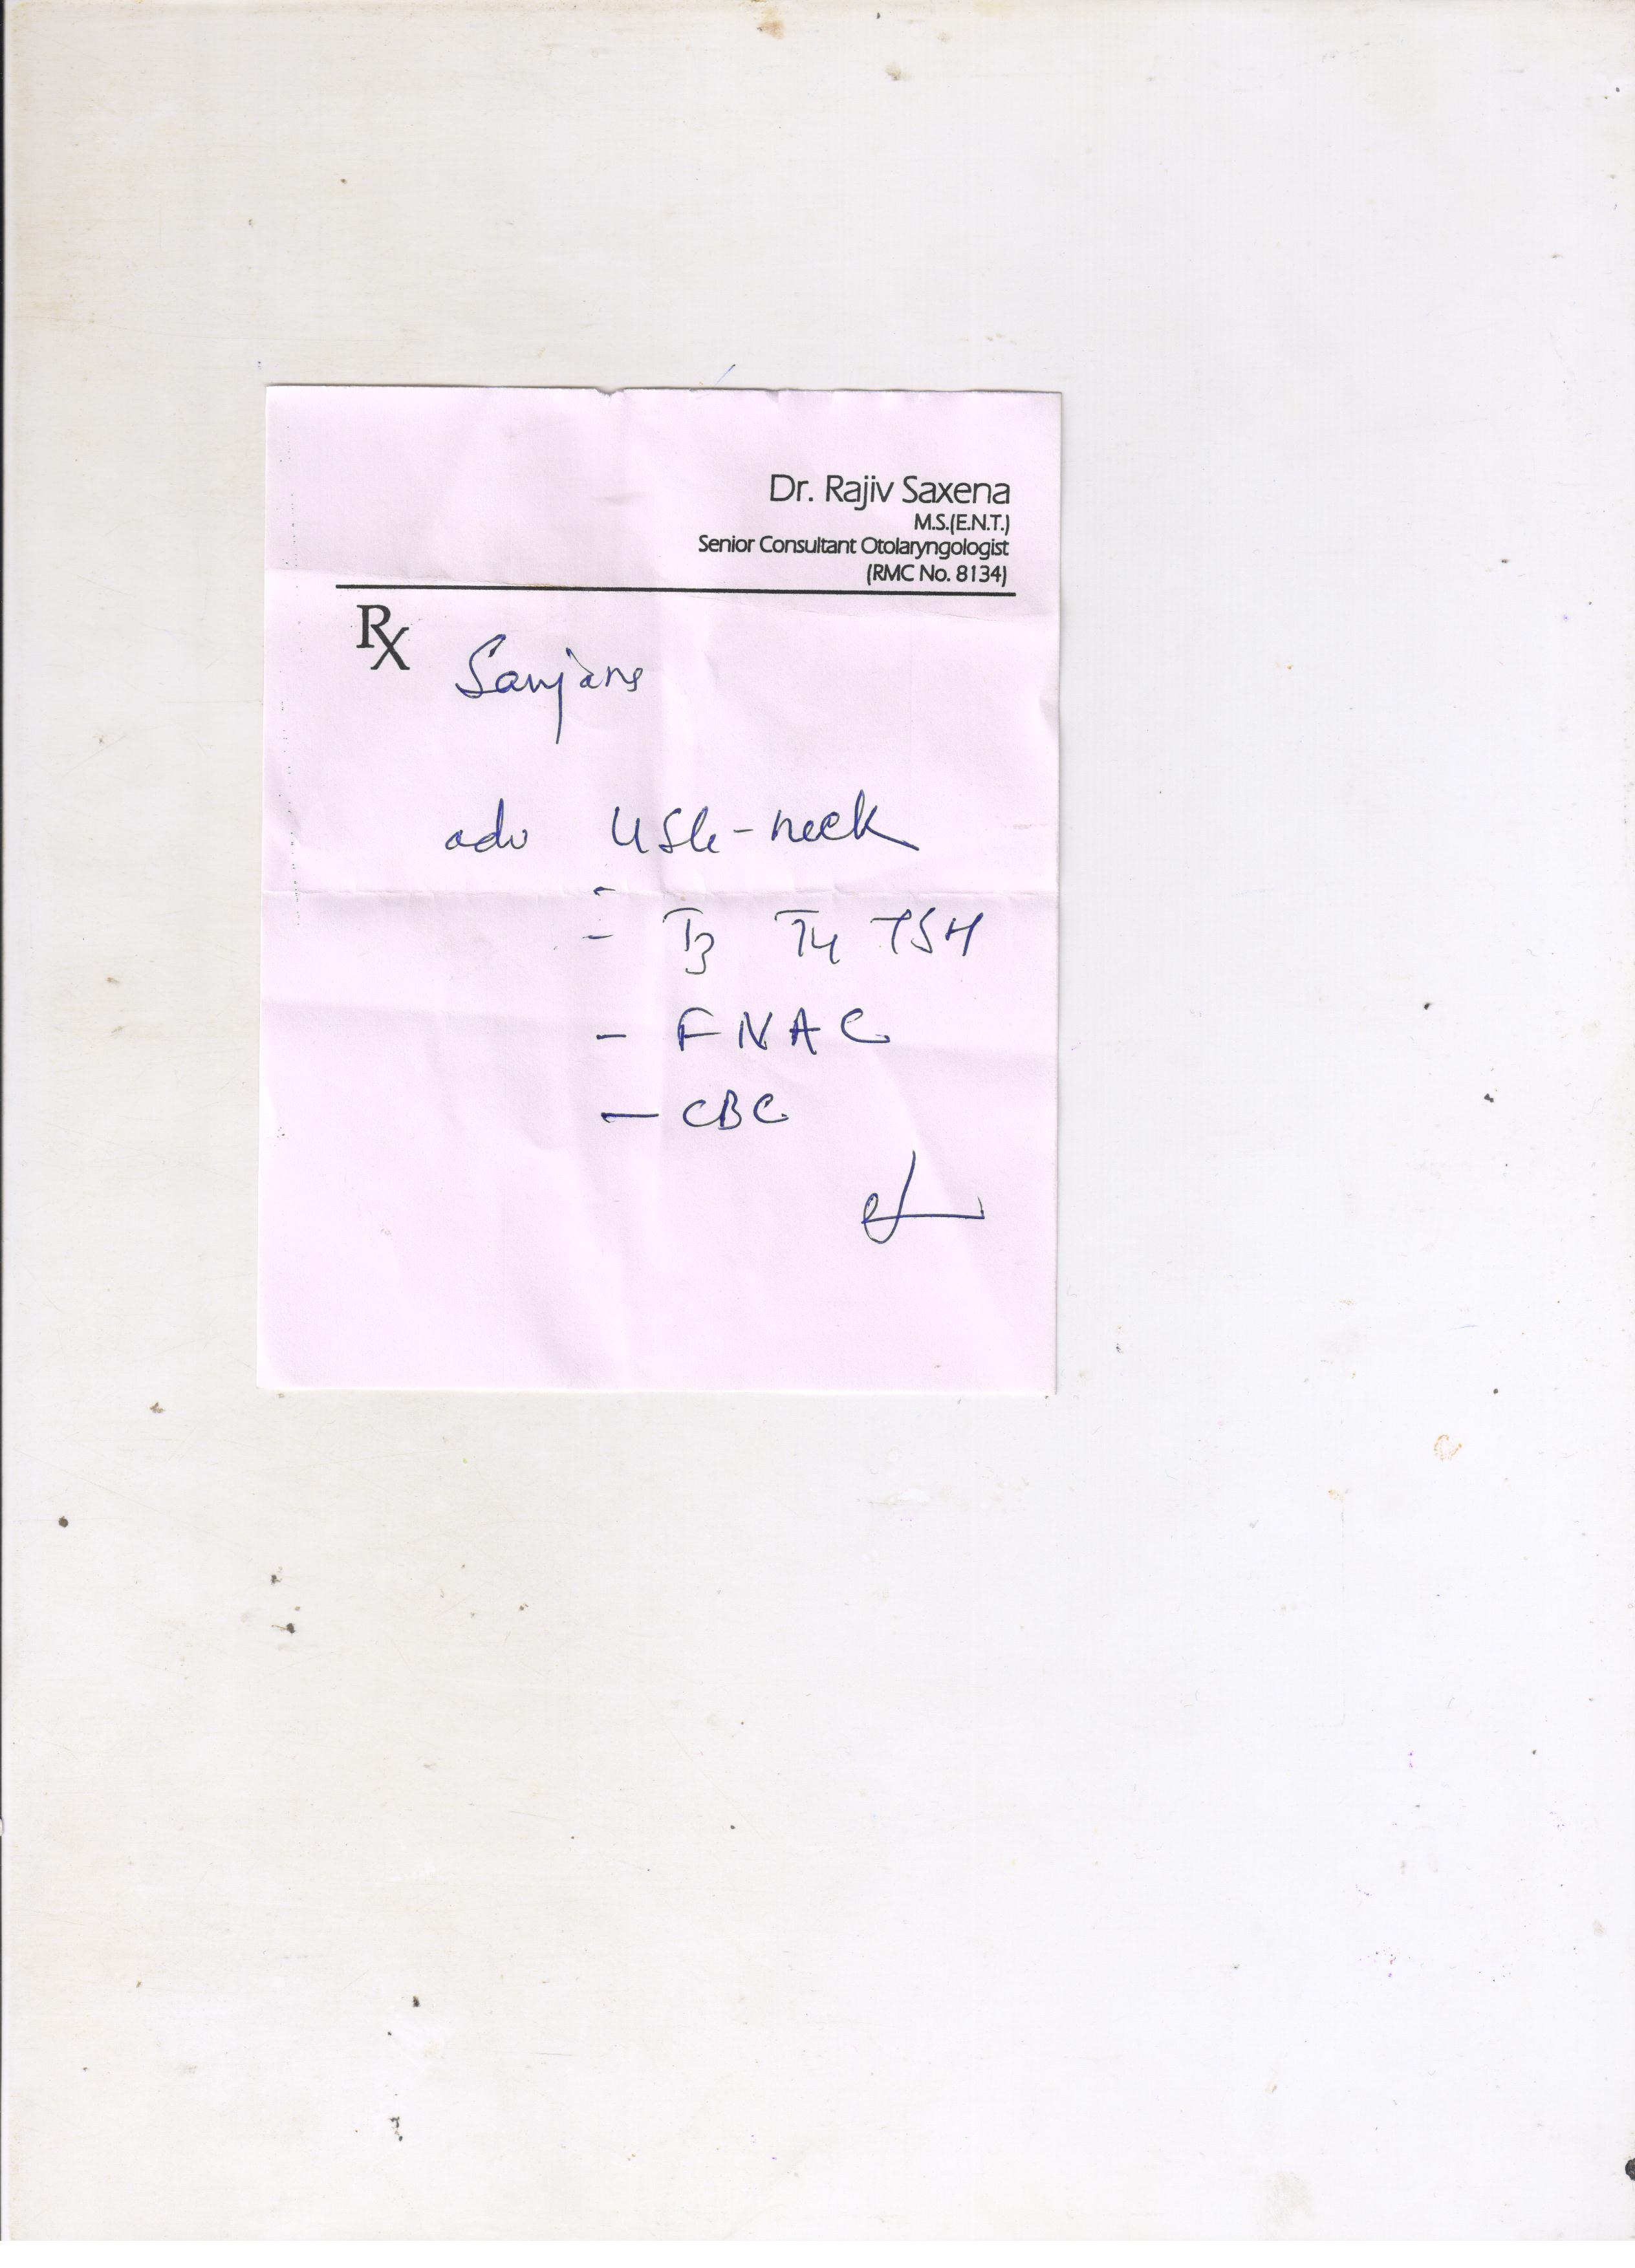 Dr. Rajiv Saxena
M.S.(E.N.T.)
Senior Consultant Otolaryngologist
(RMC No. 8134)
Rx
Sanjana
adv USG-neck
- T3 T4 TSH
- FNAC
- CBC